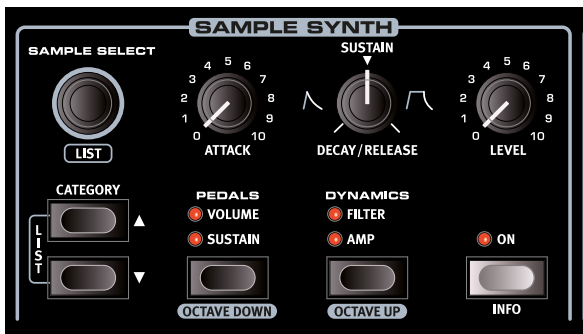 SAMPLE SYNTH
SAMPLE SELECT
LIST
0 1 2 3 4 5 6 7 8 9 10
ATTACK
SUSTAIN
DECAY/RELEASE
0 1 2 3 4 5 6 7 8 9 10
LEVEL
CATEGORY
LIST
PEDALS
VOLUME
SUSTAIN
OCTAVE DOWN
DYNAMICS
FILTER
AMP
OCTAVE UP
ON
INFO